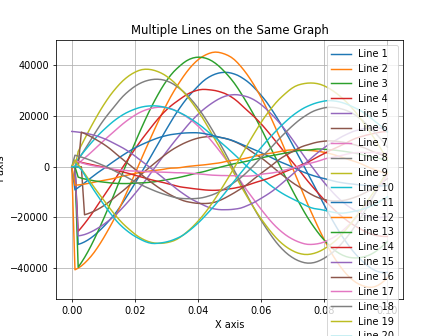 Multiple Lines on the Same Graph
40000
20000
0
−20000
−40000
0.00
0.02
0.04
0.06
0.08
X axis
Line 1
Line 2
Line 3
Line 4
Line 5
Line 6
Line 7
Line 8
Line 9
Line 10
Line 11
Line 12
Line 13
Line 14
Line 15
Line 16
Line 17
Line 18
Line 19